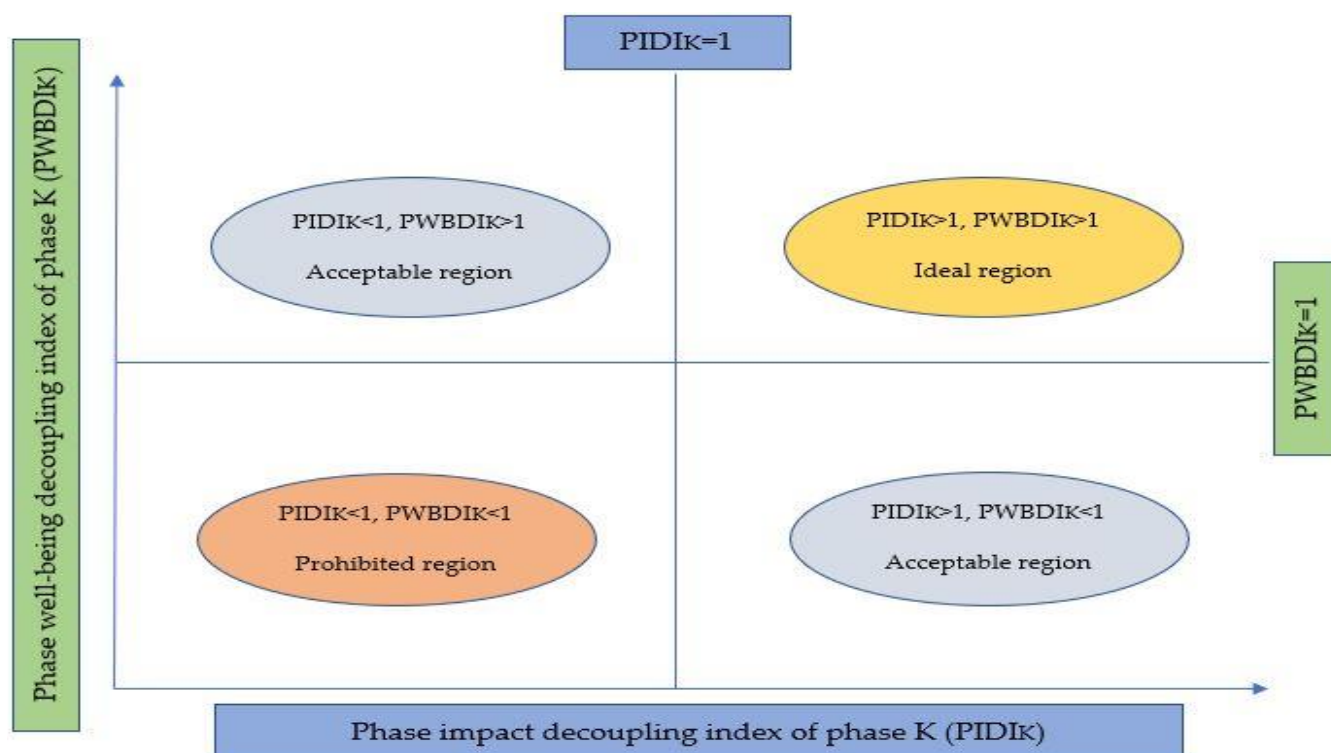 PIDIK=1
Phase well-being decoupling index of phase K (PWBDIK)
PIDIK<1, PWBDIK>1
Acceptable region
PIDIK>1, PWBDIK>1
Ideal region
PWBDIK=1
PIDIK<1, PWBDIK<1
Prohibited region
PIDIK>1, PWBDIK<1
Acceptable region
Phase impact decoupling index of phase K (PIDIK)